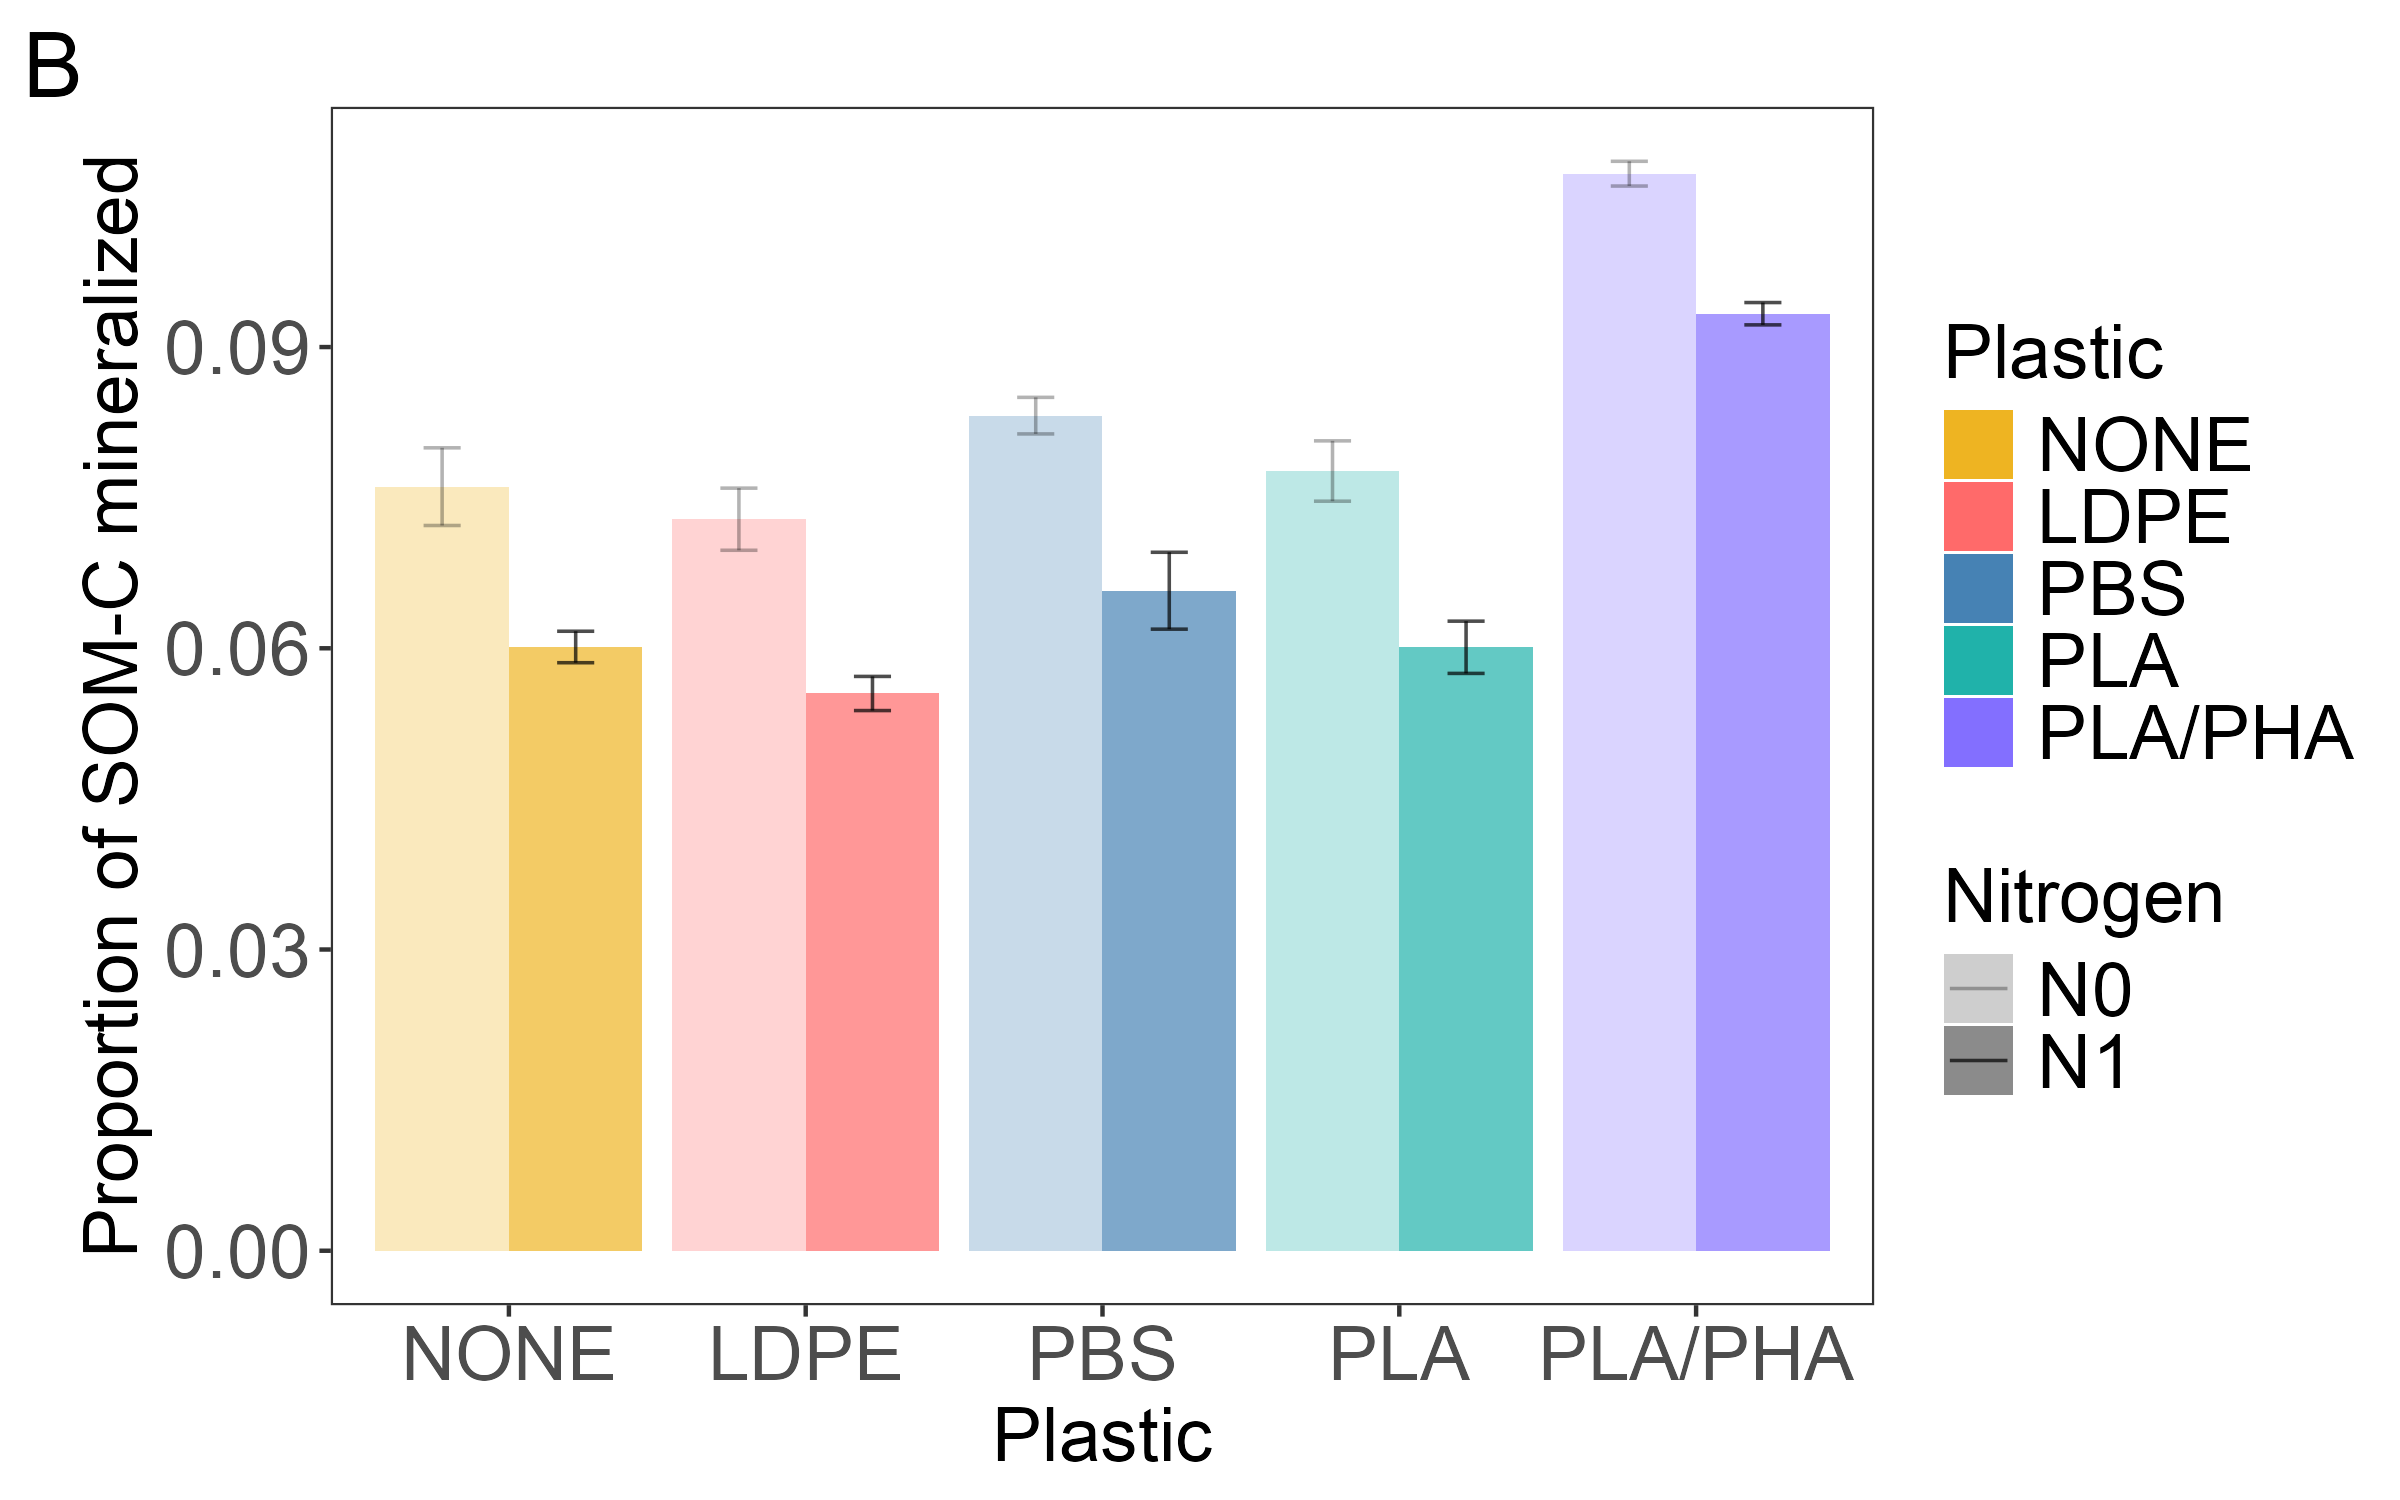 B
Proportion of SOM-C mineralized
0.09
0.06
0.03
0.00
NONE
LDPE
PBS
PLA
PLA/PHA
Plastic
Plastic
NONE
LDPE
PBS
PLA
PLA/PHA
Nitrogen
N0
N1